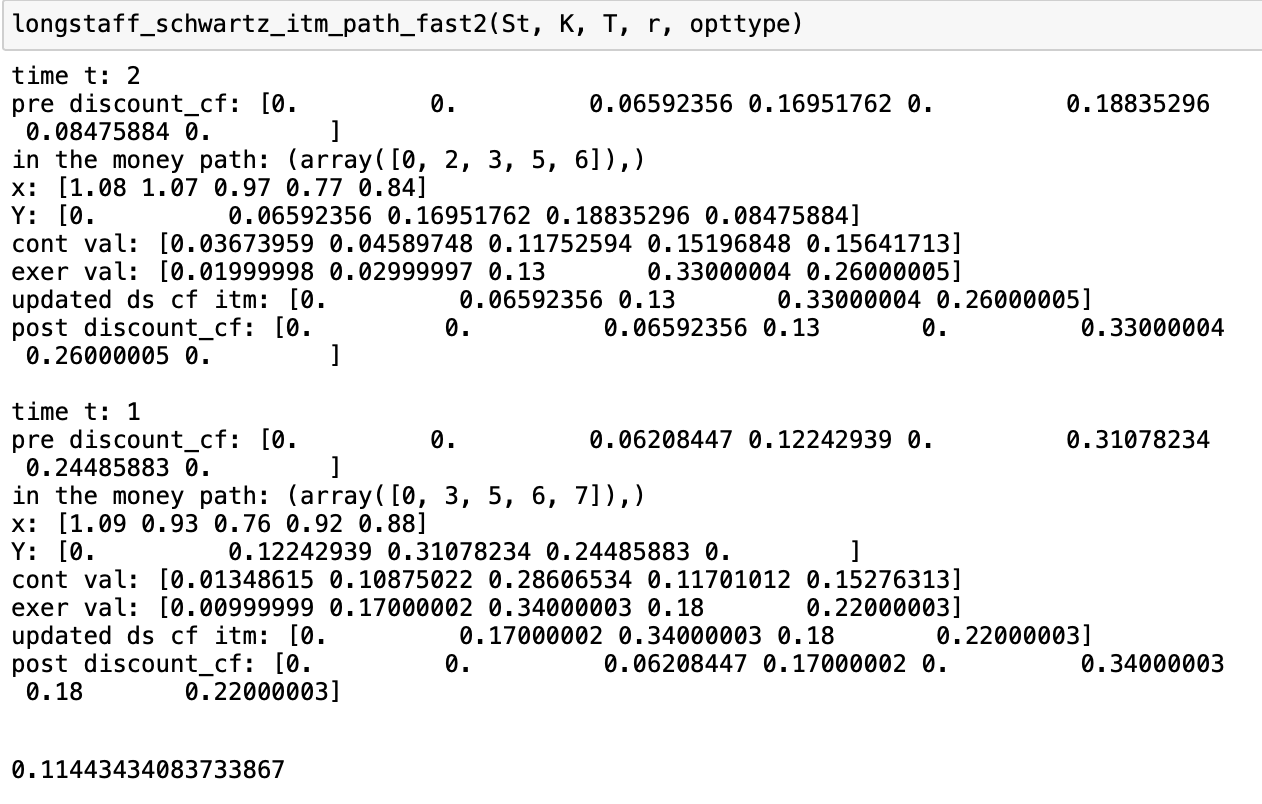 longstaff_schwartz_itm_path_fast2(St, K, T, r, opttype)
time t: 2
pre discount_cf: [0.         0.         0.06592356 0.16951762 0.         0.18835296
 0.08475884 0.        ]
in the money path: (array([0, 2, 3, 5, 6]),)
x: [1.08 1.07 0.97 0.77 0.84]
Y: [0.         0.06592356 0.16951762 0.18835296 0.08475884]
cont val: [0.03673959 0.04589748 0.11752594 0.15196848 0.15641713]
exer val: [0.01999998 0.02999997 0.13       0.33000004 0.26000005]
updated ds cf itm: [0.         0.06592356 0.13       0.33000004 0.26000005]
post discount_cf: [0.         0.         0.06592356 0.13       0.         0.33000004
 0.26000005 0.        ]

time t: 1
pre discount_cf: [0.         0.         0.06208447 0.12242939 0.         0.31078234
 0.24485883 0.        ]
in the money path: (array([0, 3, 5, 6, 7]),)
x: [1.09 0.93 0.76 0.92 0.88]
Y: [0.         0.12242939 0.31078234 0.24485883 0.        ]
cont val: [0.01348615 0.10875022 0.28606534 0.11701012 0.15276313]
exer val: [0.00999999 0.17000002 0.34000003 0.18       0.22000003]
updated ds cf itm: [0.         0.17000002 0.34000003 0.18       0.22000003]
post discount_cf: [0.         0.         0.06208447 0.17000002 0.         0.34000003
 0.18       0.22000003]

0.11443434083733867